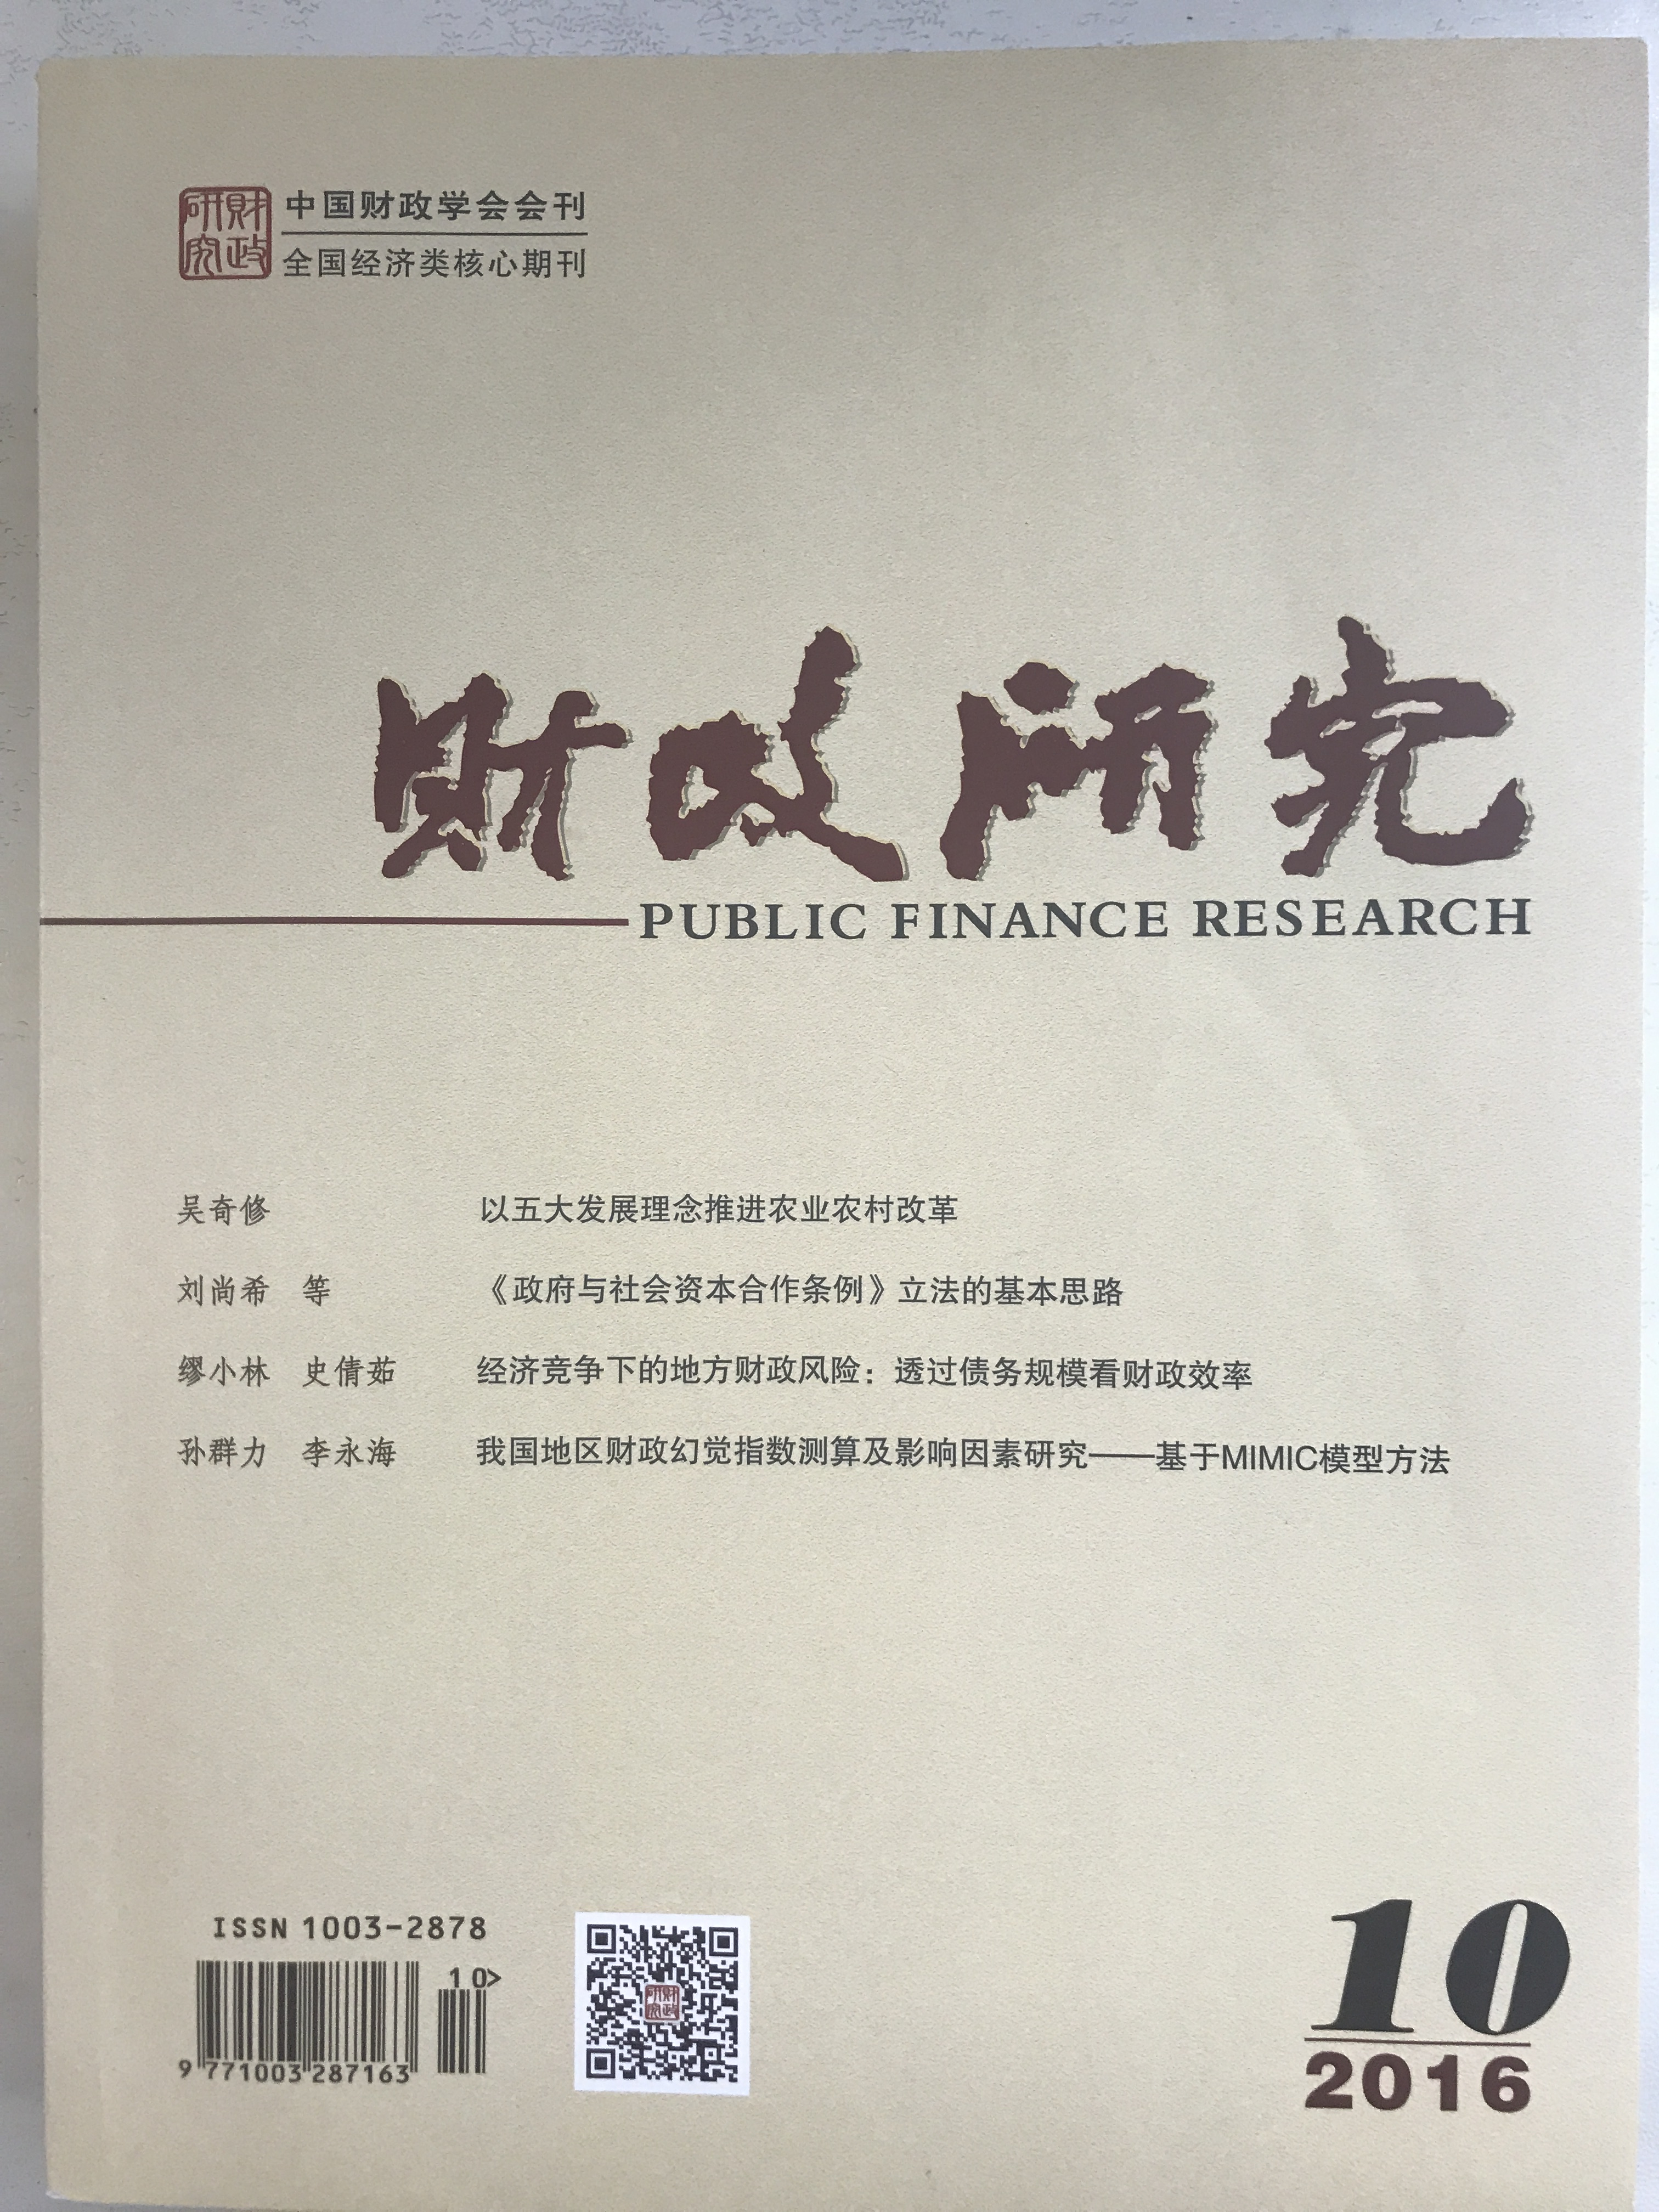 财政研究
中国财政学会会刊
全国经济类核心期刊
财政研究
PUBLIC FINANCE RESEARCH
吴奇修 以五大发展理念推进农业农村改革
刘尚希 等 《政府与社会资本合作条例》立法的基本思路
缪小林 史倩茹 经济竞争下的地方财政风险：透过债务规模看财政效率
孙群力 李永海 我国地区财政幻觉指数测算及影响因素研究——基于MIMIC模型方法
ISSN 1003-2878
10>
9 771003 287163
财政研究
10
2016